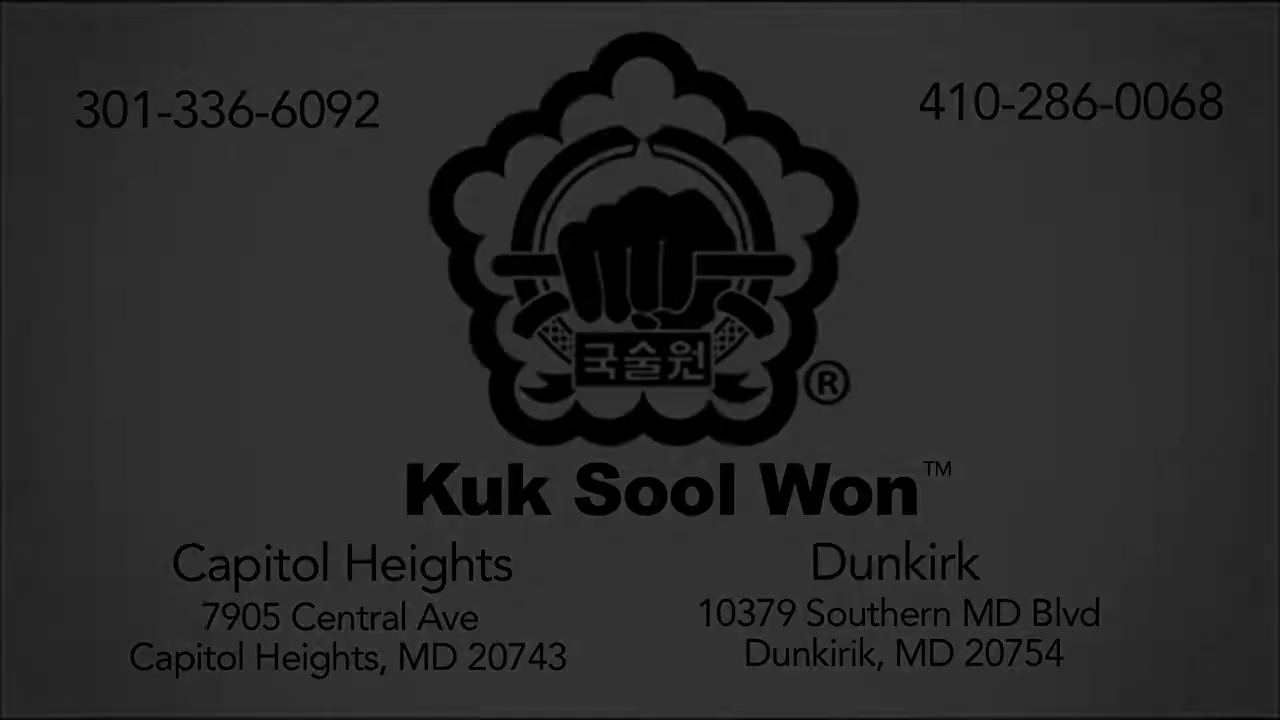 301-336-6092
410-286-0068
국술원
®
Kuk Sool Won™
Capitol Heights
7905 Central Ave
Capitol Heights, MD 20743
Dunkirk
10379 Southern MD Blvd
Dunkirik, MD 20754